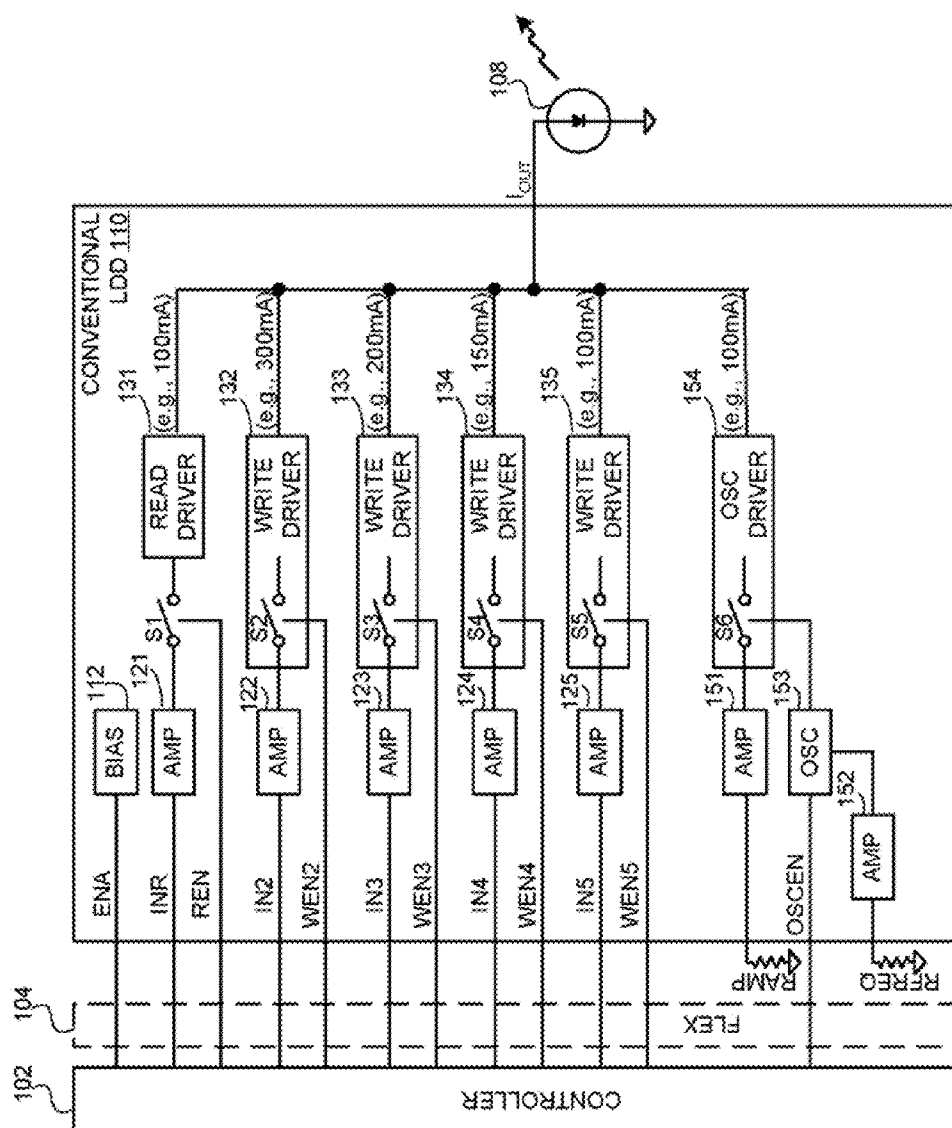 CONVENTIONAL
LDD 110
108
I_OUT
131
(e.g., 100mA)
132
(e.g., 300mA)
133
(e.g., 200mA)
134
(e.g., 150mA)
135
(e.g., 100mA)
154
(e.g., 100mA)
READ
DRIVER
WRITE
DRIVER
WRITE
DRIVER
WRITE
DRIVER
WRITE
DRIVER
OSC
DRIVER
S1
S2
S3
S4
S5
S6
112
121
122
123
124
125
151
153
152
BIAS
AMP
AMP
AMP
AMP
AMP
AMP
OSC
AMP
ENA
INR
REN
IN2
WEN2
IN3
WEN3
IN4
WEN4
IN5
WEN5
OSCEN
RAMP
RFREQ
104
FLEX
102
CONTROLLER